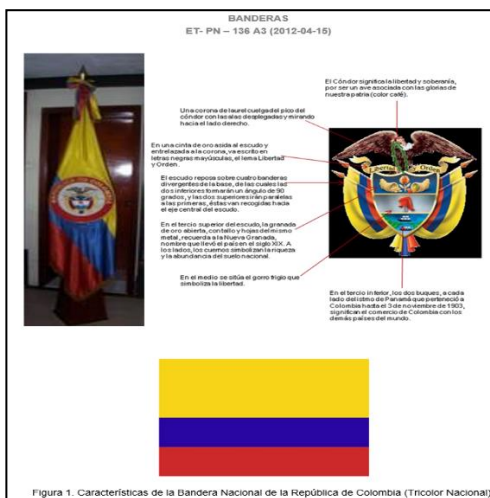 BANDERAS
ET- PN – 136 A3 (2012-04-15)
El Cóndor significa la libertad y soberanía,
por ser un ave asociada con las glorias de
nuestra patria (color café).
Una corona de laurel cuelga del pico del
cóndor con las alas desplegadas y mirando
hacia el lado derecho.
En una cinta de oro asida al escudo y
entrelazada a la corona, va escrito en
letras negras mayúsculas, el lema Libertad
y Orden.
El escudo reposa sobre cuatro banderas
divergentes de la base, de las cuales las
dos inferiores formarán un ángulo de 90
grados, y las dos superiores irán paralelas
a las primeras, éstas van recogidas hacia
el eje central del escudo.
En el tercio superior del escudo, la granada
de oro abierta, con tallo y hojas del mismo
metal, recuerda a la Nueva Granada,
nombre que llevó el país en el siglo XIX. A
los lados, los cuernos simbolizan la riqueza
y la abundancia del suelo nacional.
En el medio se sitúa el gorro frigio que
simboliza la libertad.
Libertad y Orden
En el tercio inferior, los dos buques, a cada
lado del istmo de Panamá que perteneció a
Colombia hasta el 3 de noviembre de 1903,
significan el comercio de Colombia con los
demás países del mundo.
Figura 1. Características de la Bandera Nacional de la República de Colombia (Tricolor Nacional)